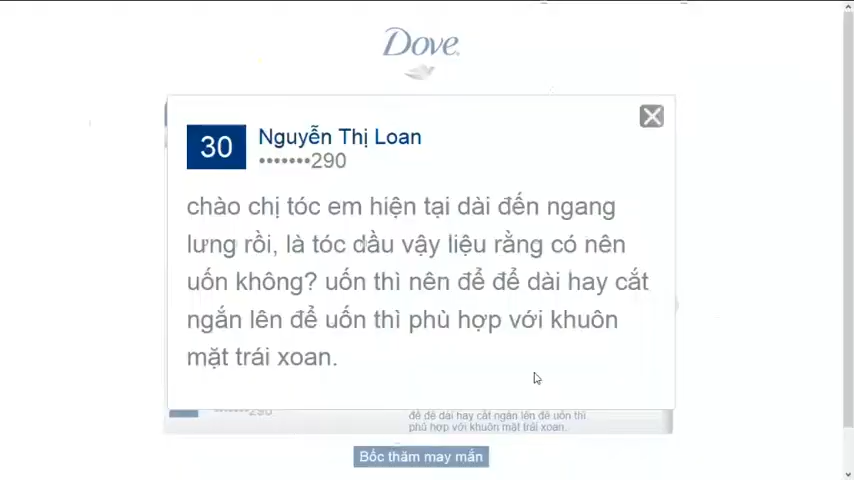 Dove
30
Nguyễn Thị Loan
•••••••290
chào chị tóc em hiện tại dài đến ngang
lưng rồi, là tóc dầu vậy liệu rằng có nên
uốn không? uốn thì nên để để dài hay cắt
ngắn lên để uốn thì phù hợp với khuôn
mặt trái xoan.
•••••••290
để để dài hay cắt ngắn lên để uốn thì
phù hợp với khuôn mặt trái xoan.
Bốc thăm may mắn